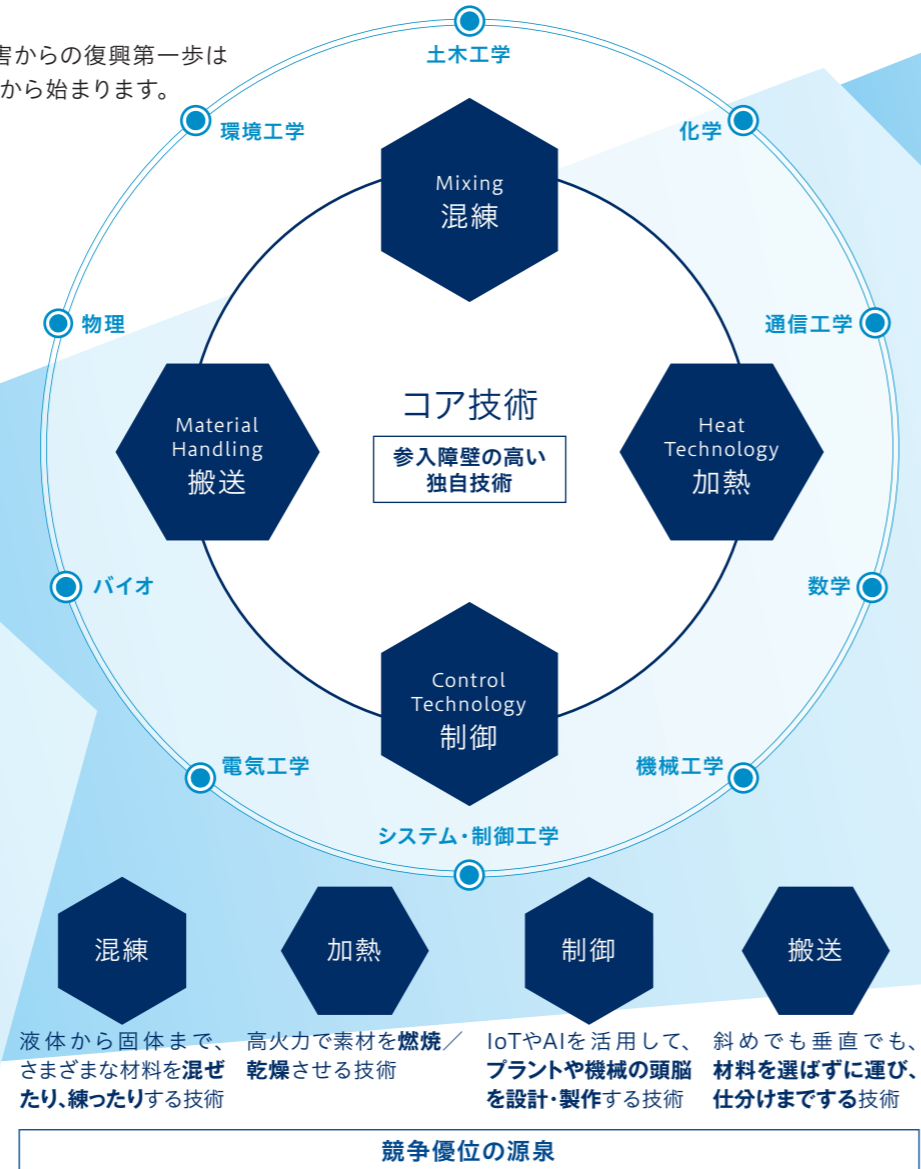 害からの復興第一歩は
から始まります。
土木工学
環境工学
化学
Mixing
混練
物理
通信工学
コア技術
参入障壁の高い
独自技術
Material
Handling
搬送
Heat
Technology
加熱
バイオ
数学
Control
Technology
制御
電気工学
機械工学
システム・制御工学
混練
加熱
制御
搬送
液体から固体まで、
さまざまな材料を混ぜ
たり、練ったりする技術
高火力で素材を燃焼／
乾燥させる技術
IoTやAIを活用して、
プラントや機械の頭脳
を設計・製作する技術
斜めでも垂直でも、
材料を選ばずに運び、
仕分けまでする技術
競争優位の源泉